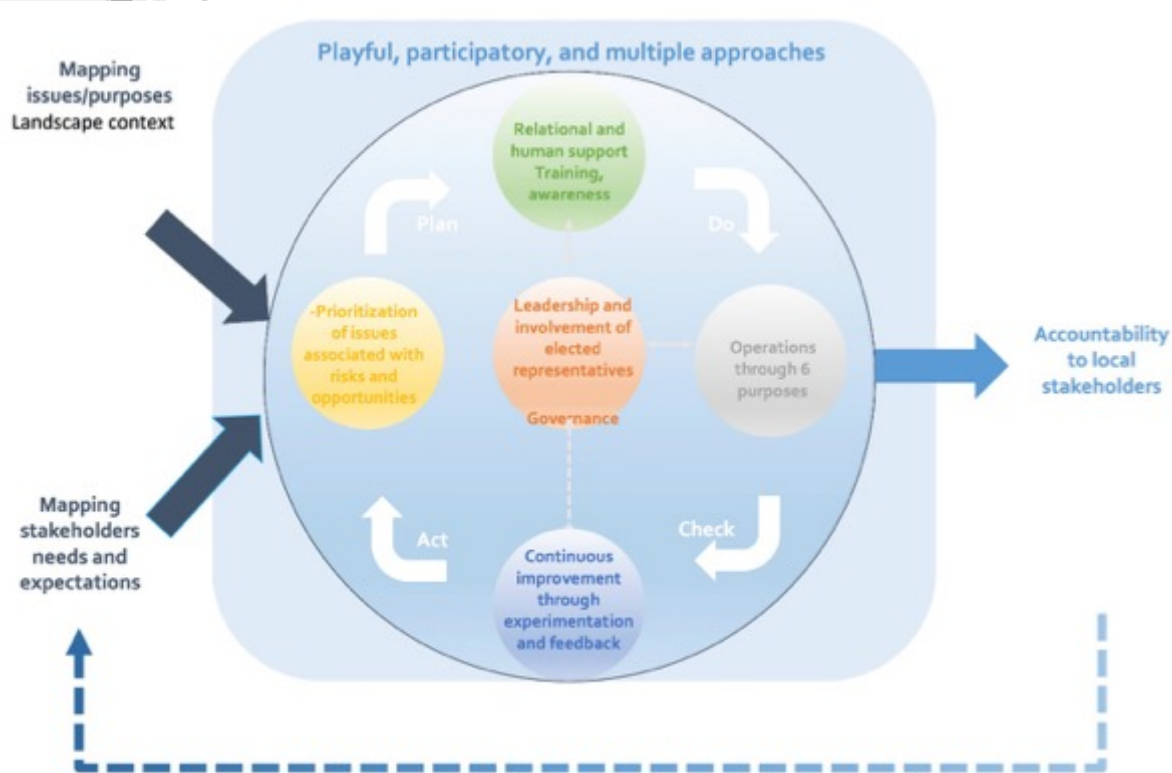 Playful, participatory, and multiple approaches
Mapping
issues/purposes
Landscape context
Relational and
human support
Training,
awareness
Plan
Do
-Prioritization
of issues
associated with
risks and
opportunities
Leadership and
involvement of
elected
representatives
Governance
Operations
through 6
purposes
Accountability
to local
stakeholders
Mapping
stakeholders
needs and
expectations
Act
Check
Continuous
improvement
through
experimentation
and feedback